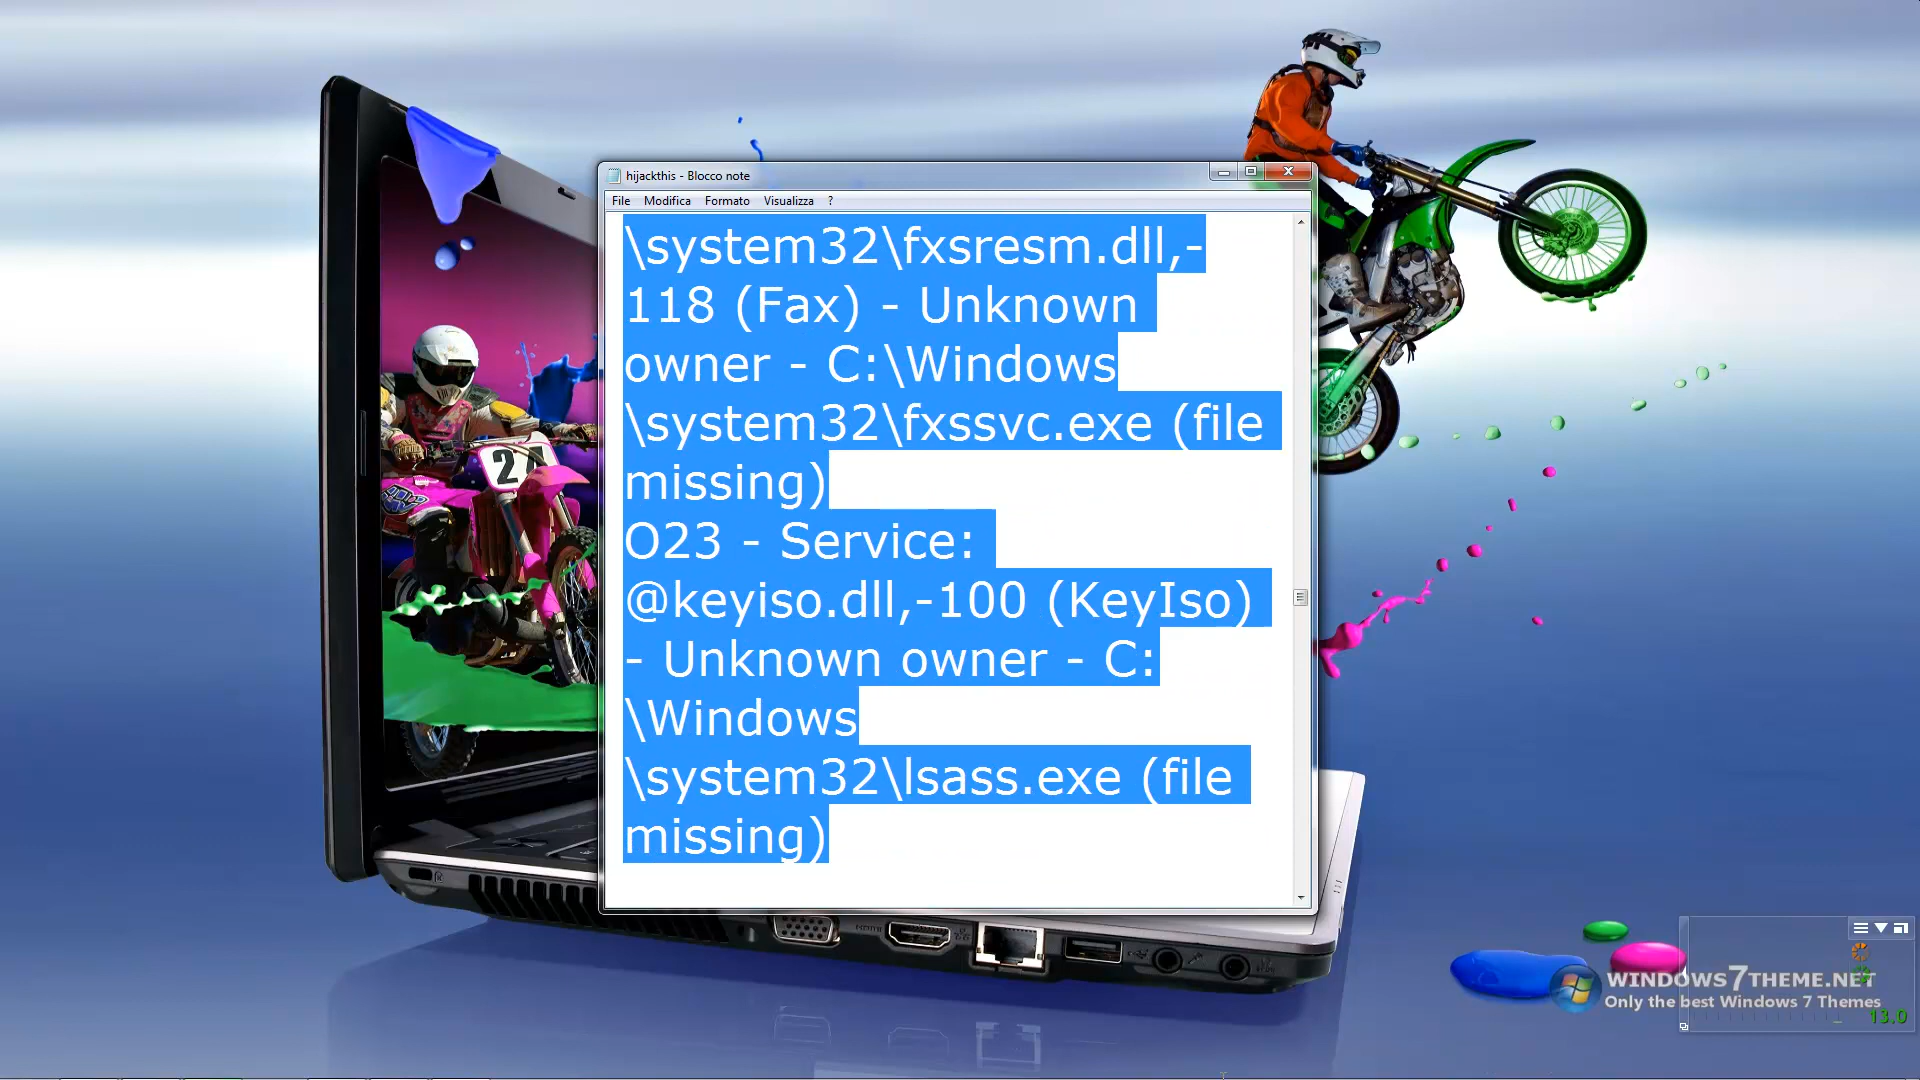 hijackthis - Blocco note
File Modifica Formato Visualizza ?
\system32\fxsresm.dll,-
118 (Fax) - Unknown
owner - C:\Windows
\system32\fxssvc.exe (file
missing)
O23 - Service:
@keyiso.dll,-100 (KeyIso)
- Unknown owner - C:
\Windows
\system32\lsass.exe (file
missing)
HDMI
WINDOWS7THEME.NET
Only the best Windows 7 Themes
13.0